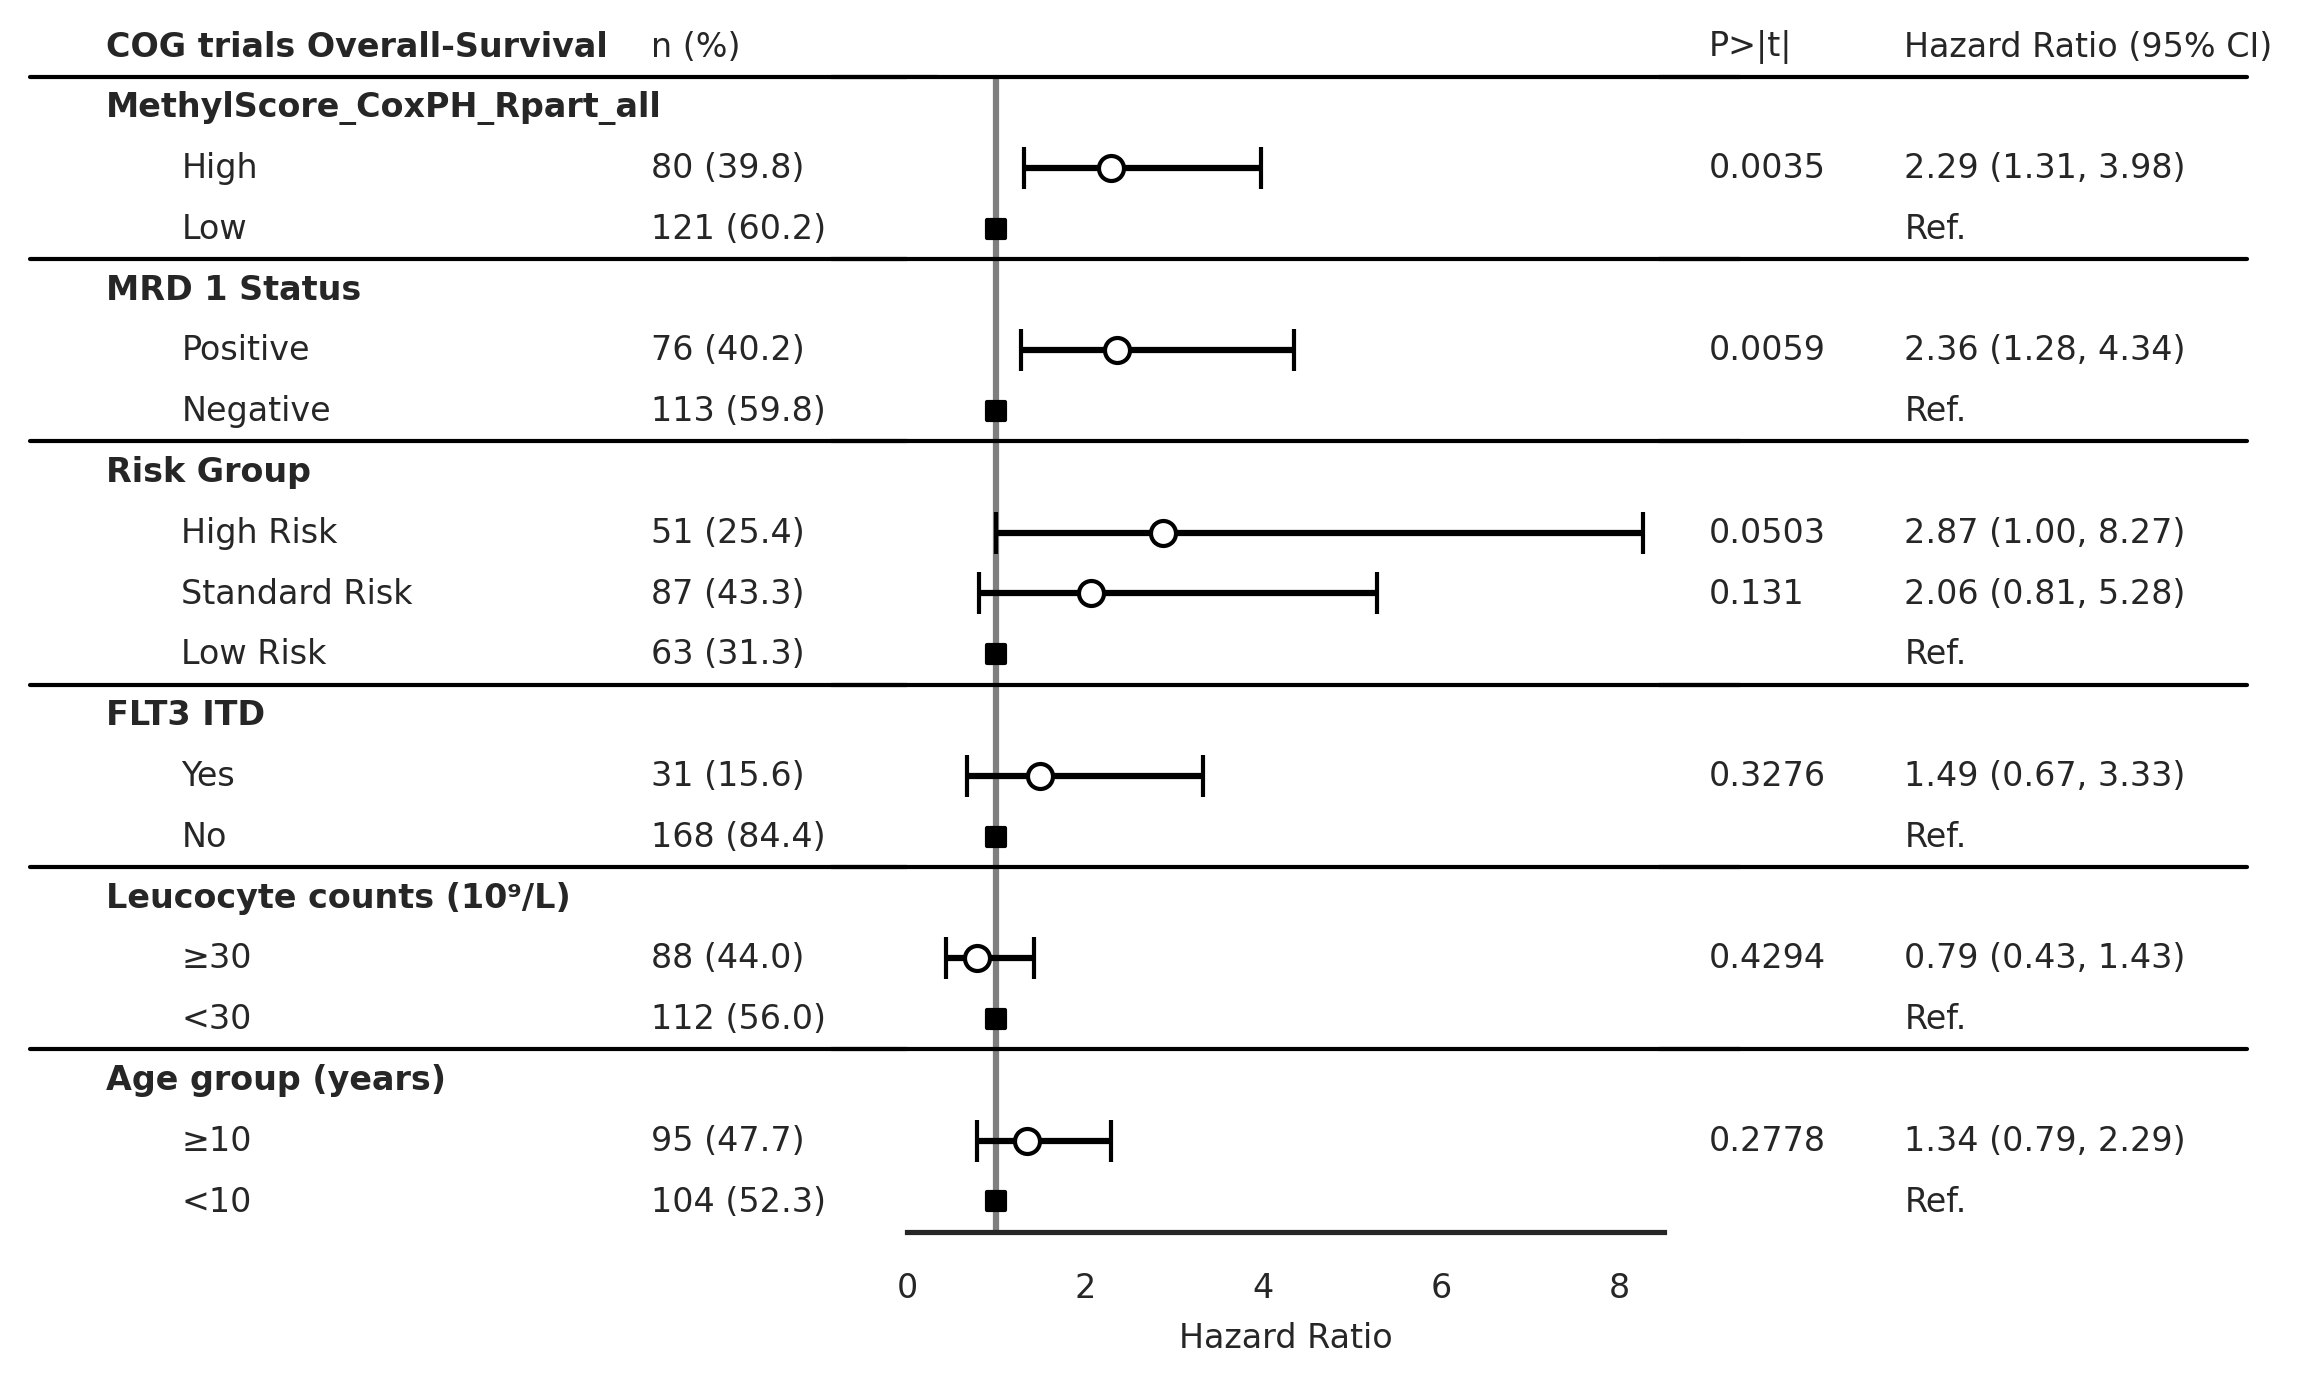 COG trials Overall-Survival n (%) P>|t| Hazard Ratio (95% CI)
MethylScore_CoxPH_Rpart_all
High 80 (39.8) 0.0035 2.29 (1.31, 3.98)
Low 121 (60.2) Ref.
MRD 1 Status
Positive 76 (40.2) 0.0059 2.36 (1.28, 4.34)
Negative 113 (59.8) Ref.
Risk Group
High Risk 51 (25.4) 0.0503 2.87 (1.00, 8.27)
Standard Risk 87 (43.3) 0.131 2.06 (0.81, 5.28)
Low Risk 63 (31.3) Ref.
FLT3 ITD
Yes 31 (15.6) 0.3276 1.49 (0.67, 3.33)
No 168 (84.4) Ref.
Leucocyte counts (10⁹/L)
≥30 88 (44.0) 0.4294 0.79 (0.43, 1.43)
<30 112 (56.0) Ref.
Age group (years)
≥10 95 (47.7) 0.2778 1.34 (0.79, 2.29)
<10 104 (52.3) Ref.
0 2 4 6 8
Hazard Ratio